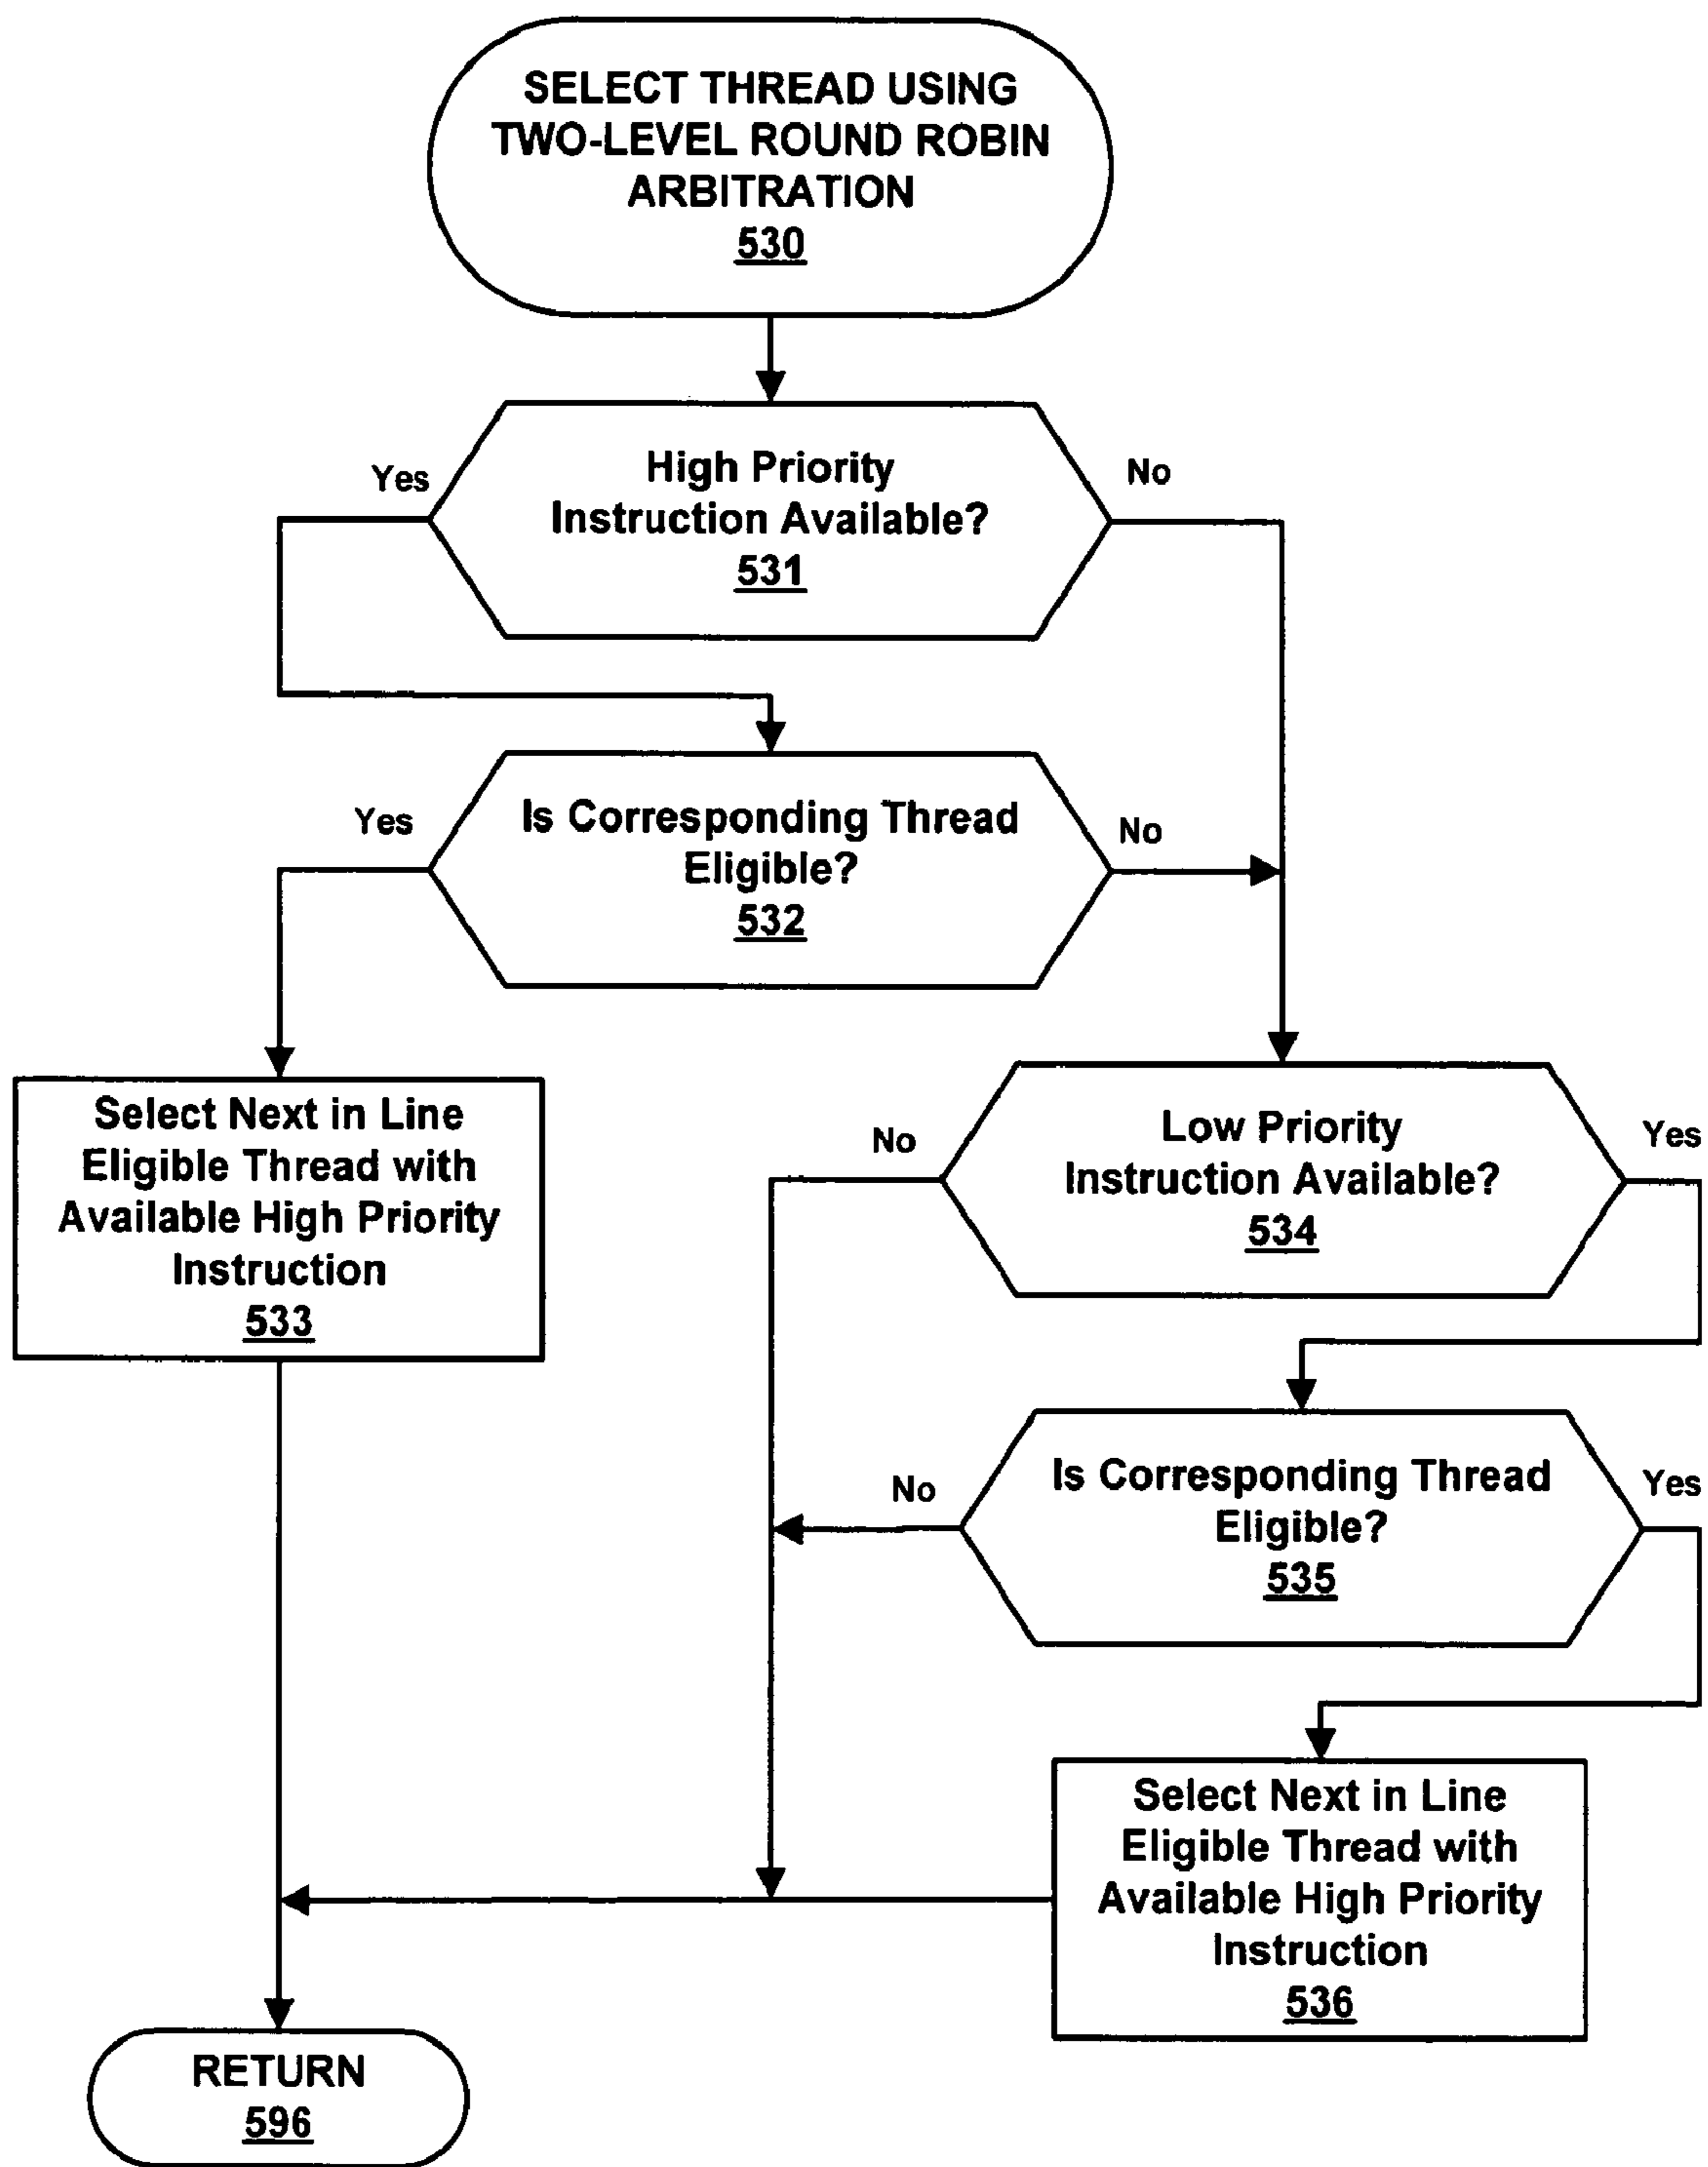 SELECT THREAD USING
TWO-LEVEL ROUND ROBIN
ARBITRATION
530
High Priority
Instruction Available?
531
Yes
No
Is Corresponding Thread
Eligible?
532
Yes
No
Select Next in Line
Eligible Thread with
Available High Priority
Instruction
533
Low Priority
Instruction Available?
534
No
Yes
Is Corresponding Thread
Eligible?
535
No
Yes
Select Next in Line
Eligible Thread with
Available High Priority
Instruction
536
RETURN
596